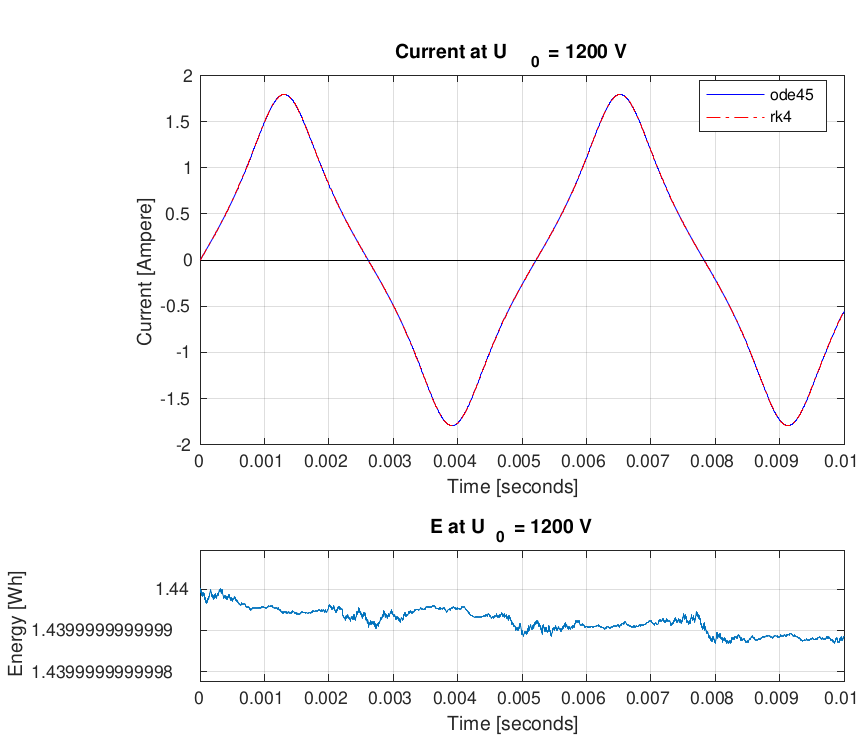 Current at U 0 = 1200 V
2
1.5
1
0.5
0
-0.5
-1
-1.5
-2
Current [Ampere]
ode45
rk4
0 0.001 0.002 0.003 0.004 0.005 0.006 0.007 0.008 0.009 0.01
Time [seconds]
E at U 0 = 1200 V
Energy [Wh]
1.44
1.4399999999999
1.4399999999998
0 0.001 0.002 0.003 0.004 0.005 0.006 0.007 0.008 0.009 0.01
Time [seconds]